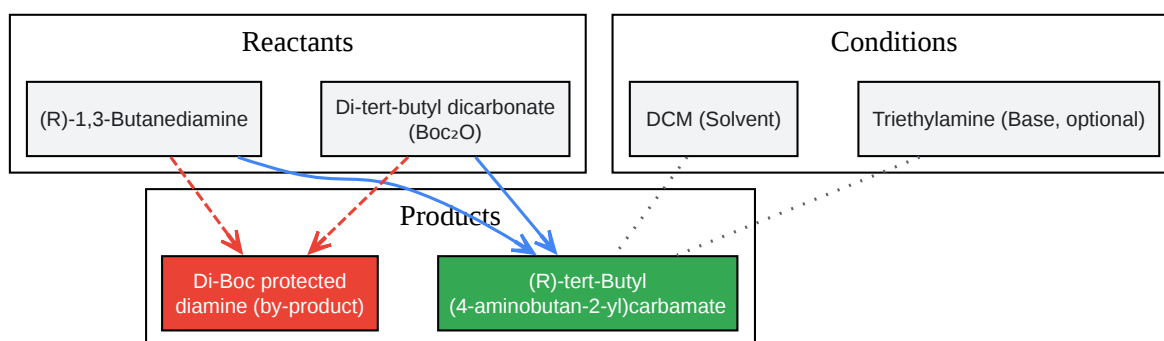 Reactants
(R)-1,3-Butanediamine
Di-tert-butyl dicarbonate
(Boc₂O)
Conditions
DCM (Solvent)
Triethylamine (Base, optional)
Products
Di-Boc protected
diamine (by-product)
(R)-tert-Butyl
(4-aminobutan-2-yl)carbamate